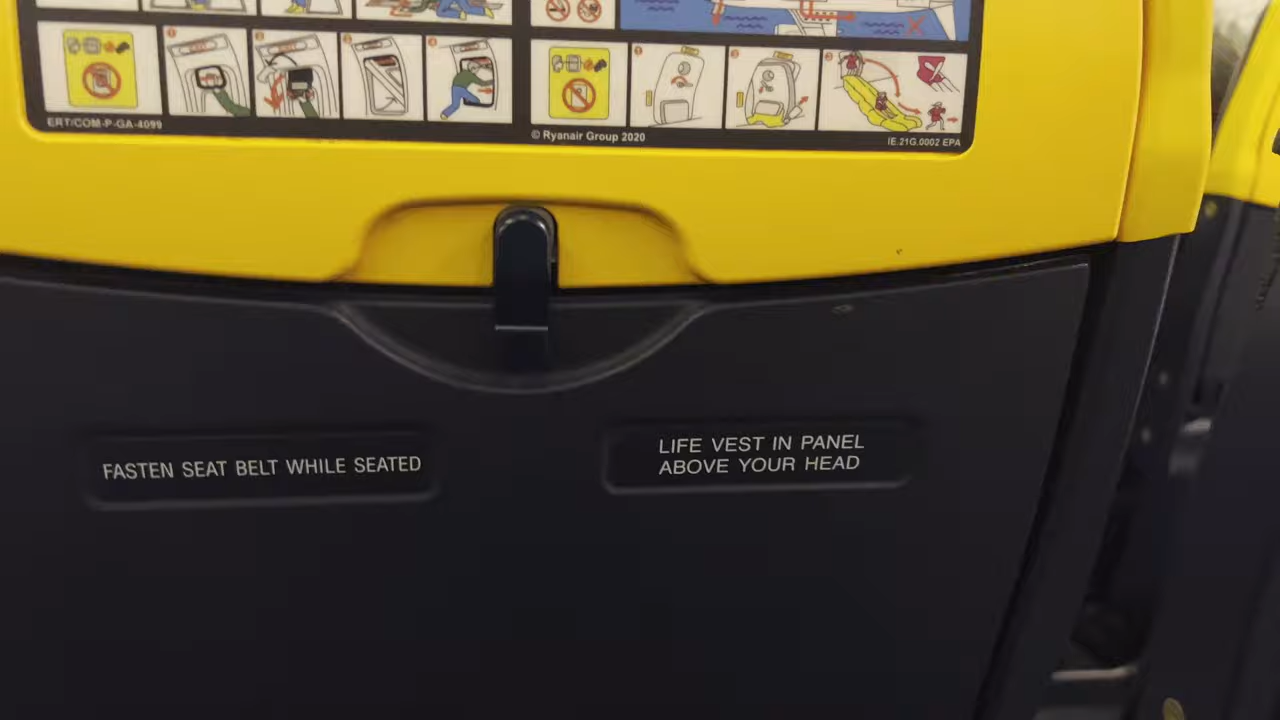 ERT/COM-P-GA-4099
© Ryanair Group 2020
IE.21G.0002 EPA
FASTEN SEAT BELT WHILE SEATED
LIFE VEST IN PANEL
ABOVE YOUR HEAD